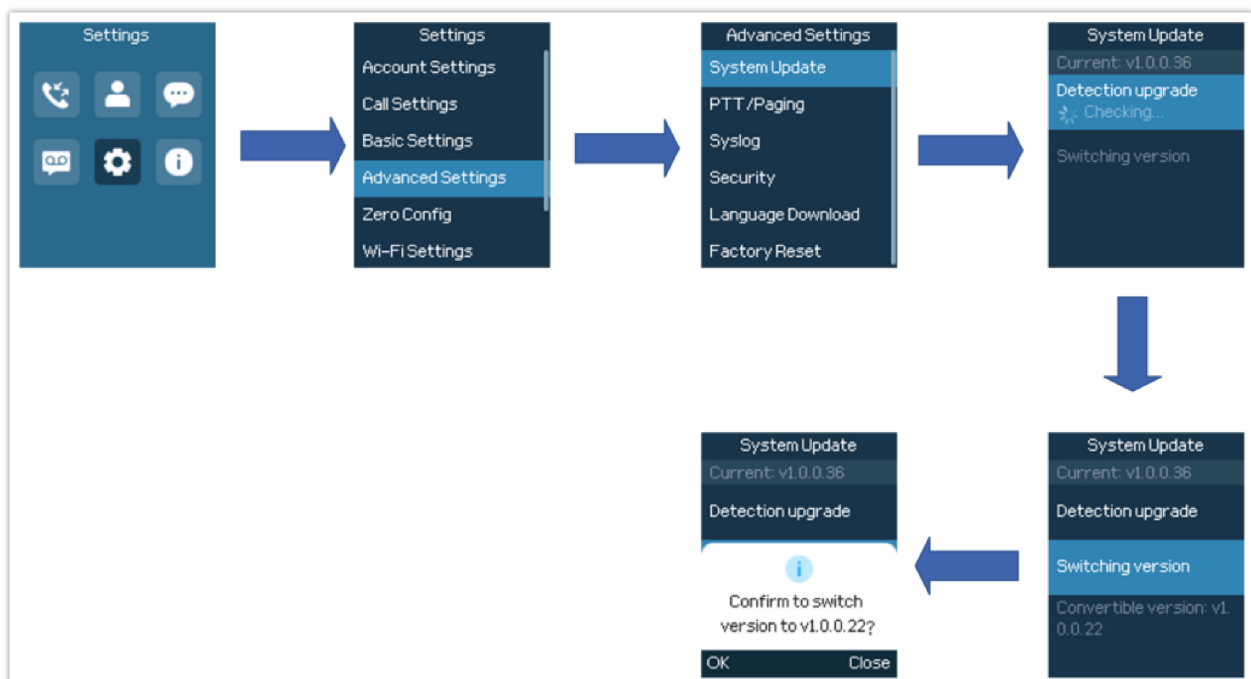 Settings
Settings
Account Settings
Call Settings
Basic Settings
Advanced Settings
Zero Config
Wi-Fi Settings
Advanced Settings
System Update
PTT/Paging
Syslog
Security
Language Download
Factory Reset
System Update
Current: v1.0.0.36
Detection upgrade
Checking...
Switching version
System Update
Current: v1.0.0.36
Detection upgrade
Switching version
Convertible version: v1.
0.0.22
System Update
Current: v1.0.0.36
Detection upgrade
Confirm to switch
version to v1.0.0.22?
OK Close